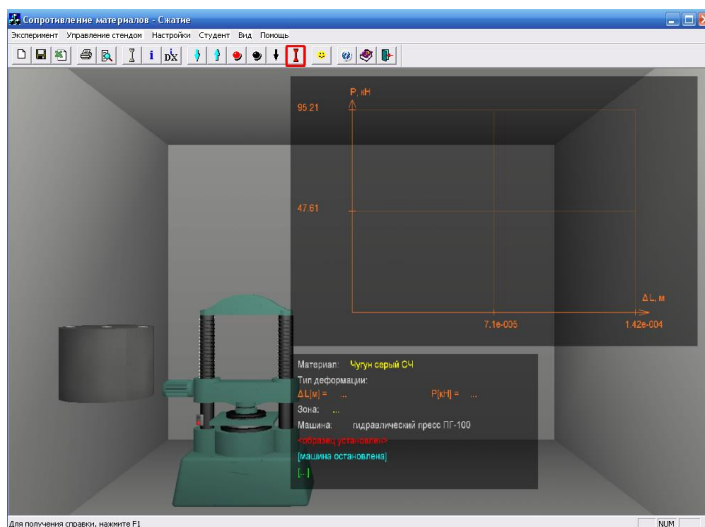 Сопротивление материалов - Сжатие
Эксперимент Управление стендом Настройки Студент Вид Помощь
P, кН
95.21
47.61
ΔL, м
7.1e-005
1.42e-004
Материал: Чугун серый СЧ
Тип деформации:
ΔL[м] = ... P[кН] = ...
Зона: ...
Машина: гидравлический пресс ПГ-100
<образец установлен>
[машина остановлена]
[...]
Для получения справки, нажмите F1
NUM